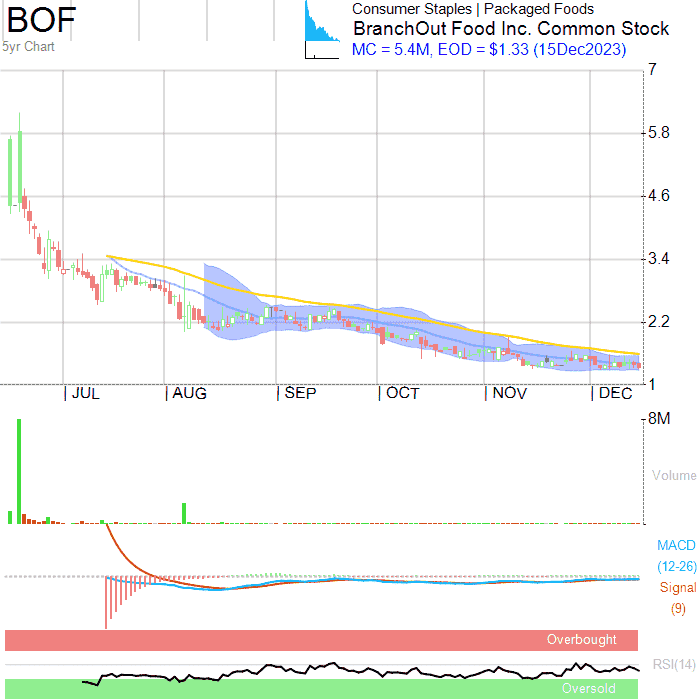 BOF
5yr Chart
Consumer Staples | Packaged Foods
BranchOut Food Inc. Common Stock
MC = 5.4M, EOD = $1.33 (15Dec2023)
7
5.8
4.6
3.4
2.2
1
JUL AUG SEP OCT NOV DEC
8M
Volume
MACD
(12-26)
Signal
(9)
Overbought
RSI(14)
Oversold